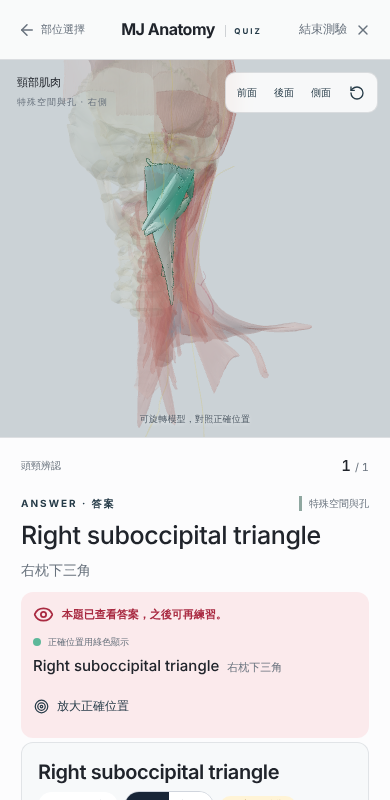 部位選擇
MJ Anatomy
QUIZ
結束測驗
頸部肌肉
特殊空間與孔 · 右側
前面
後面
側面
可旋轉模型，對照正確位置
頭頸辨認
1 / 1
ANSWER · 答案
特殊空間與孔
Right suboccipital triangle
右枕下三角
本題已查看答案，之後可再練習。
正確位置用綠色顯示
Right suboccipital triangle 右枕下三角
放大正確位置
Right suboccipital triangle